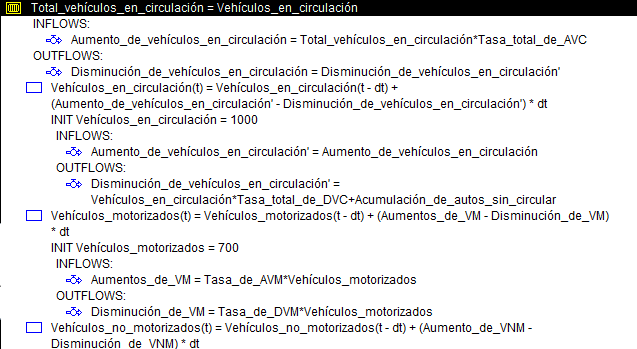 Total_vehículos_en_circulación = Vehículos_en_circulación
INFLOWS:
Aumento_de_vehículos_en_circulación = Total_vehículos_en_circulación*Tasa_total_de_AVC
OUTFLOWS:
Disminución_de_vehículos_en_circulación = Disminución_de_vehículos_en_circulación'
Vehículos_en_circulación(t) = Vehículos_en_circulación(t - dt) +
(Aumento_de_vehículos_en_circulación' - Disminución_de_vehículos_en_circulación') * dt
INIT Vehículos_en_circulación = 1000
INFLOWS:
Aumento_de_vehículos_en_circulación' = Aumento_de_vehículos_en_circulación
OUTFLOWS:
Disminución_de_vehículos_en_circulación' =
Vehículos_en_circulación*Tasa_total_de_DVC+Acumulación_de_autos_sin_circular
Vehículos_motorizados(t) = Vehículos_motorizados(t - dt) + (Aumentos_de_VM - Disminución_de_VM)
* dt
INIT Vehículos_motorizados = 700
INFLOWS:
Aumentos_de_VM = Tasa_de_AVM*Vehículos_motorizados
OUTFLOWS:
Disminución_de_VM = Tasa_de_DVM*Vehículos_motorizados
Vehículos_no_motorizados(t) = Vehículos_no_motorizados(t - dt) + (Aumento_de_VNM -
Disminución_de_VNM) * dt